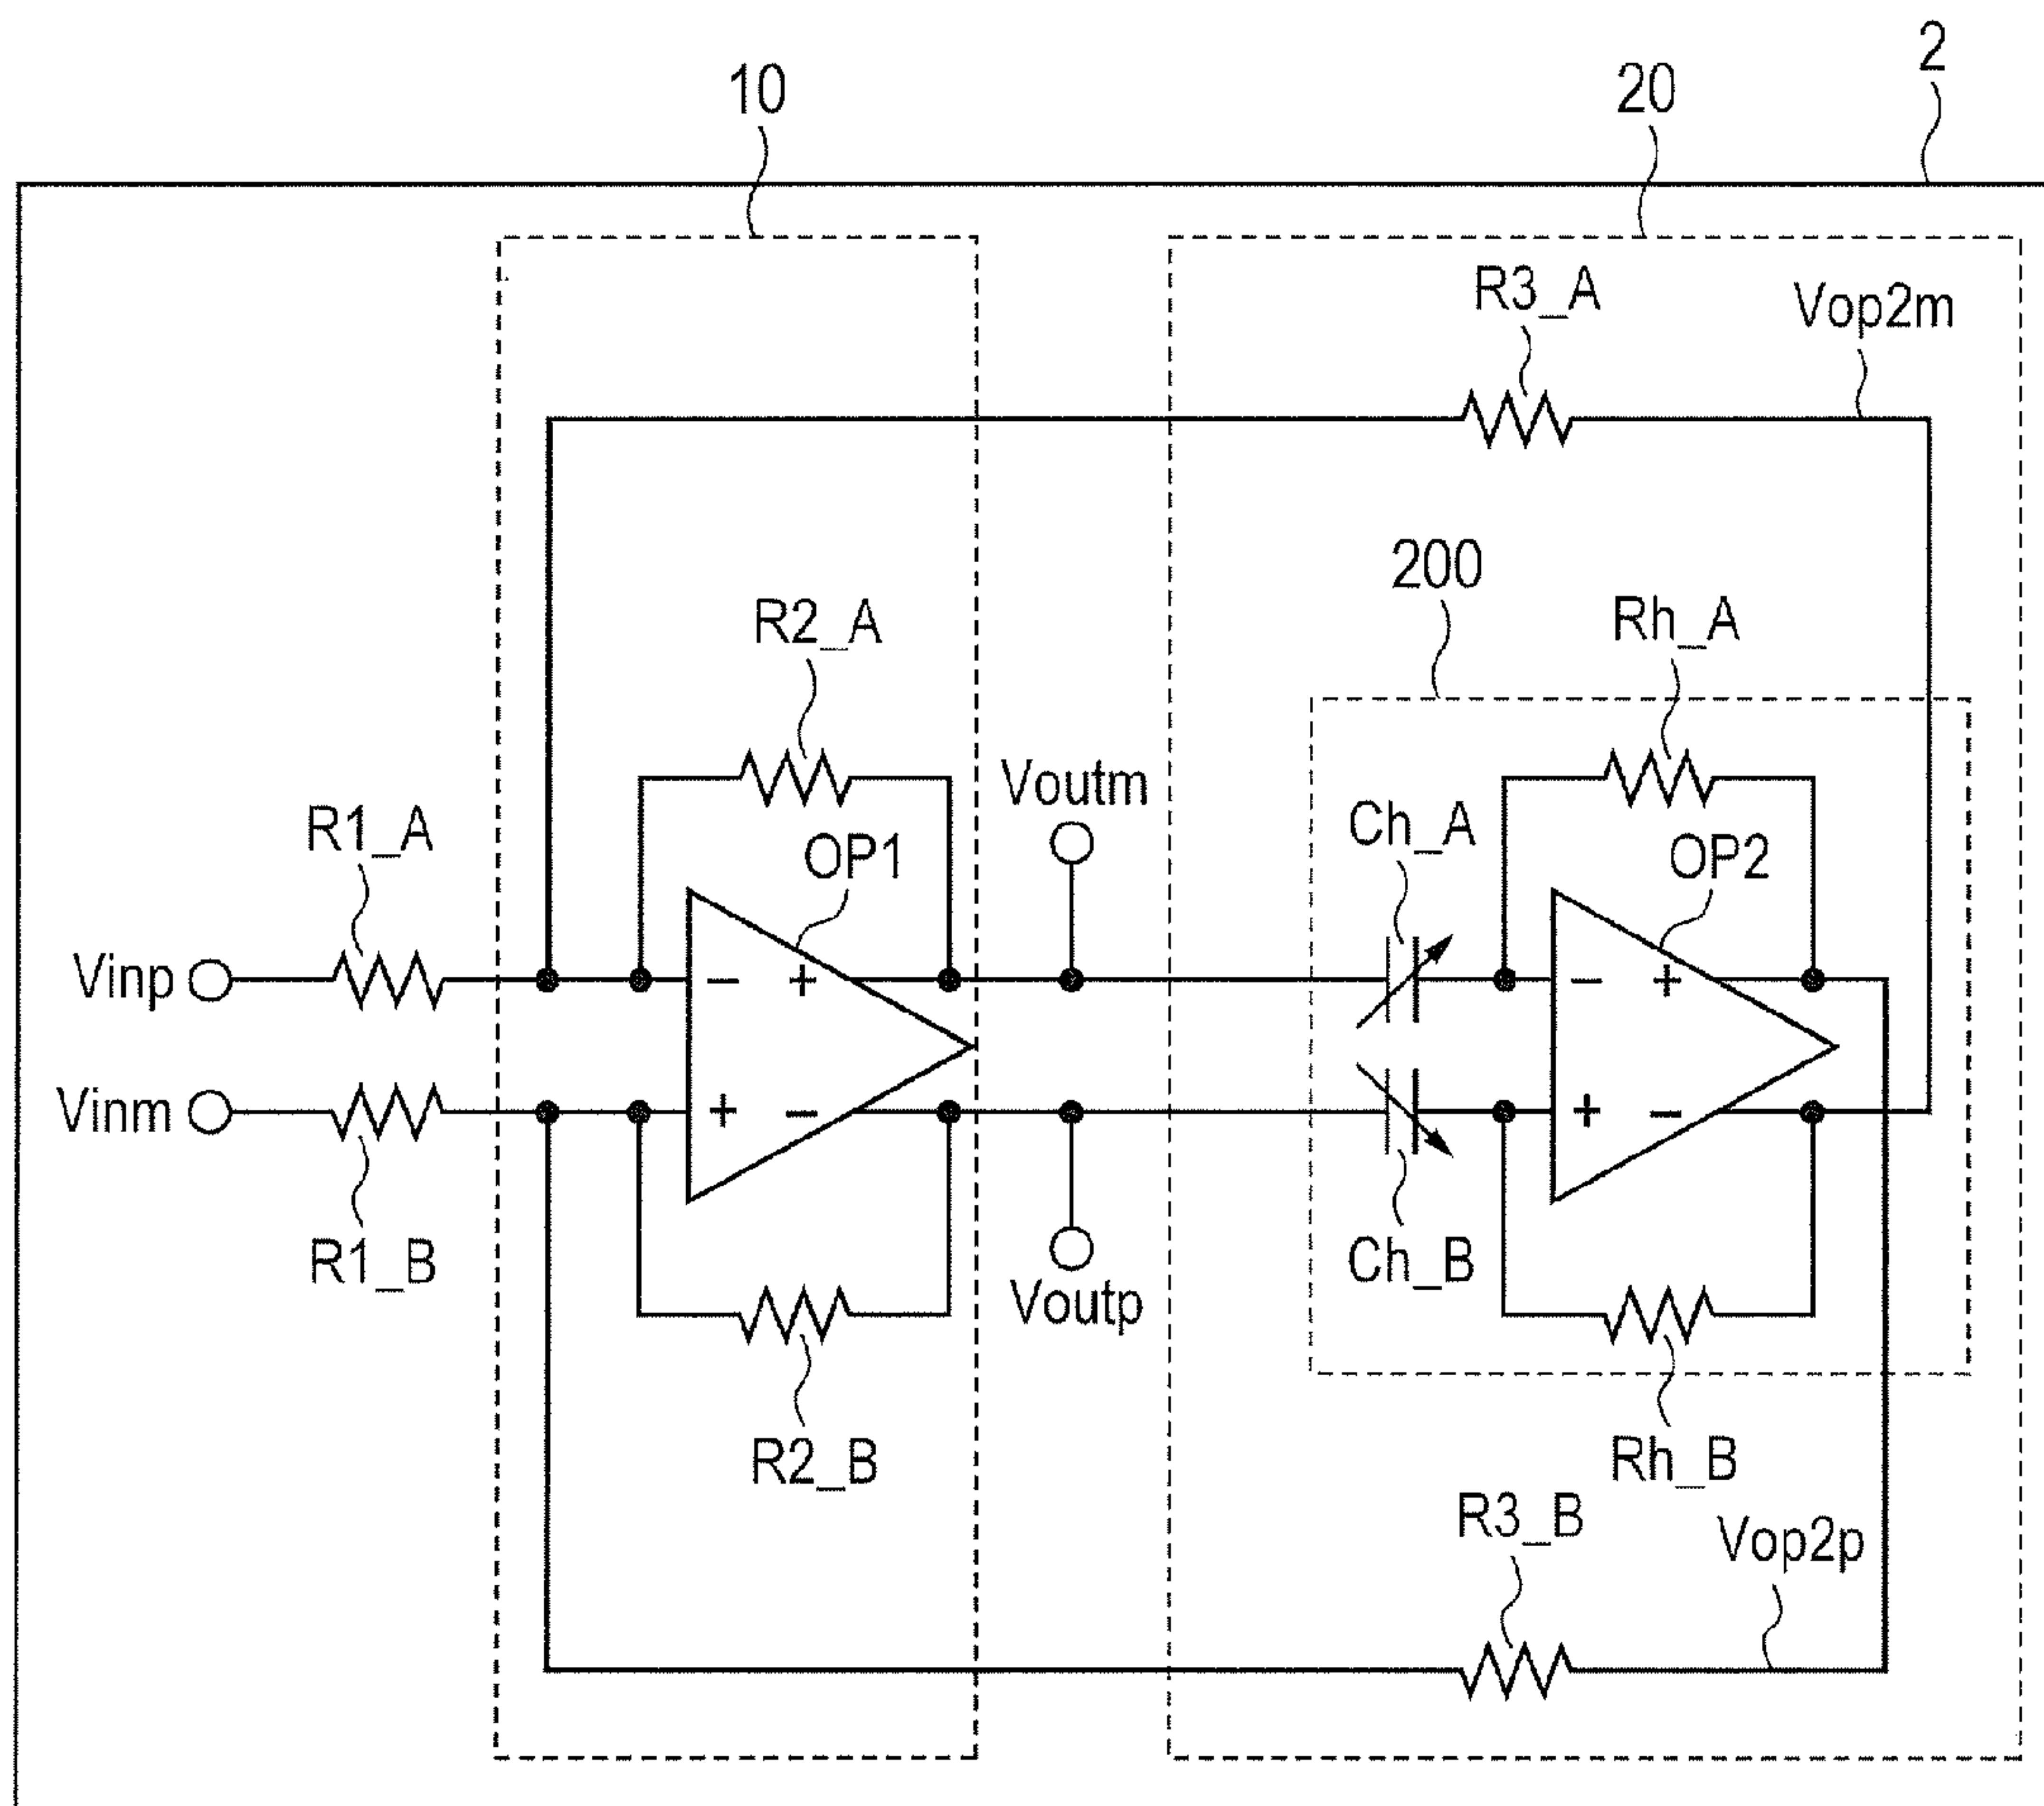 2
10
20
R3_A
Vop2m
200
R2_A
Rh_A
Voutm
R1_A
OP1
Ch_A
OP2
Vinp
- +
- +
Vinm
+ -
+ -
R1_B
Ch_B
Voutp
R2_B
Rh_B
R3_B
Vop2p